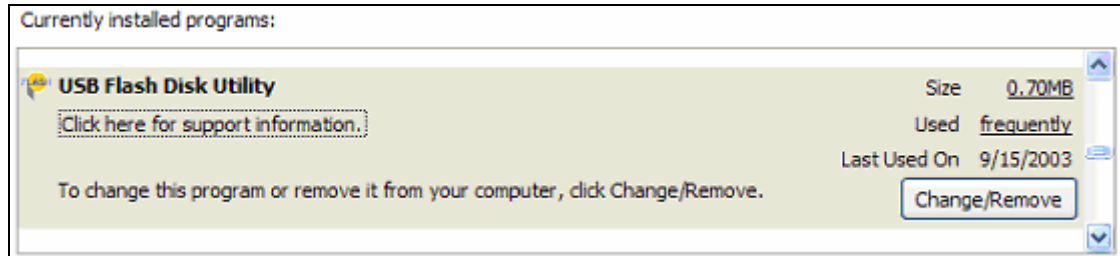 Currently installed programs:
USB Flash Disk Utility Size 0.70MB
Click here for support information. Used frequently
Last Used On 9/15/2003
To change this program or remove it from your computer, click Change/Remove. Change/Remove